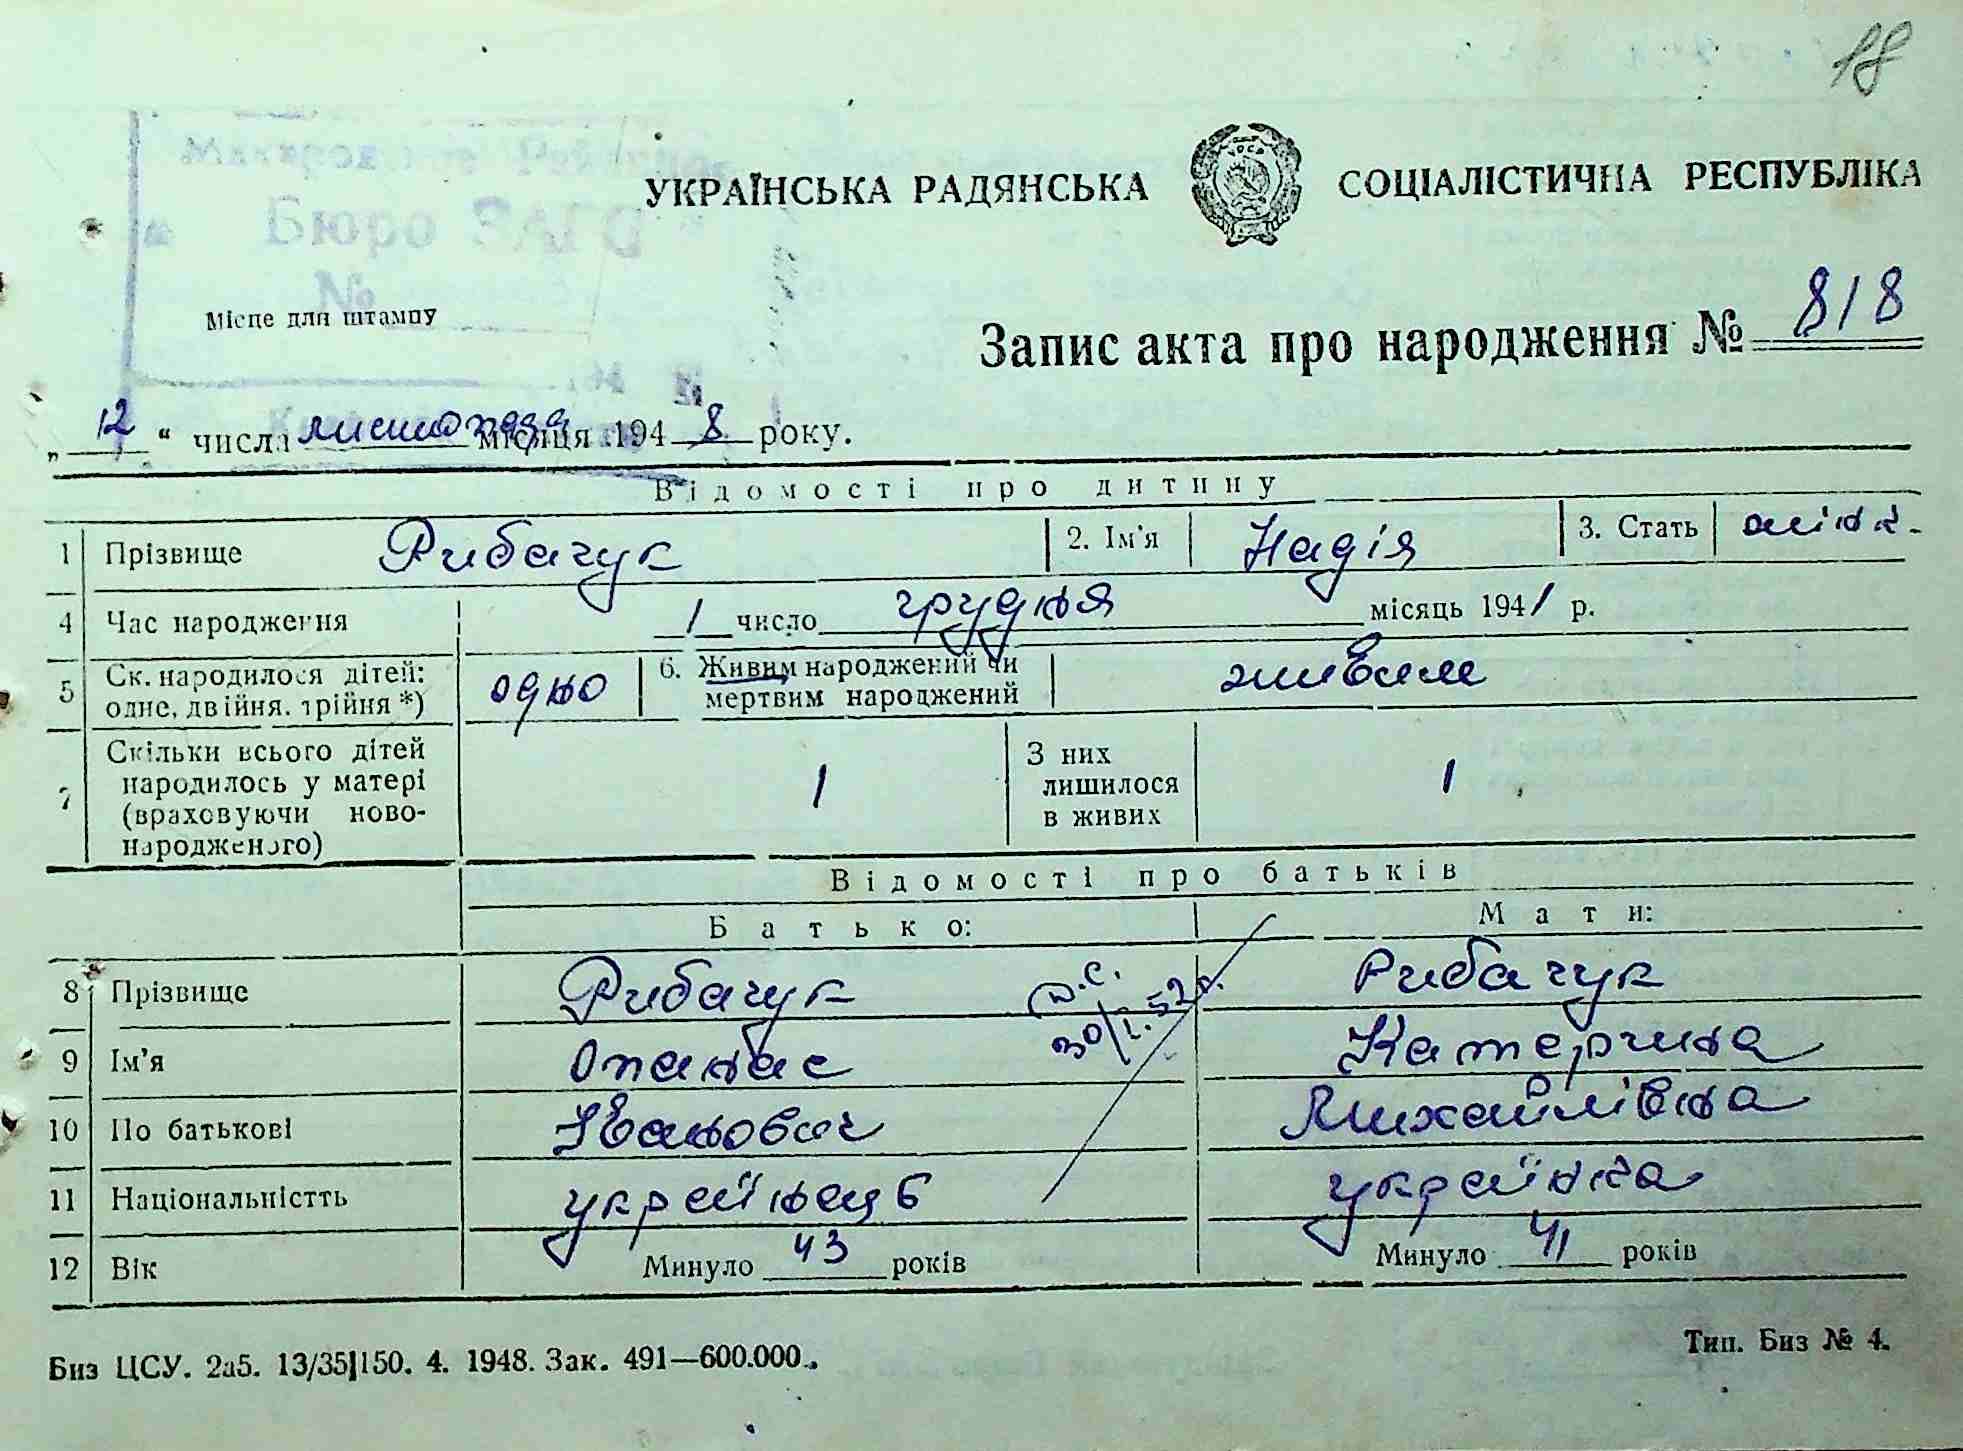 18
Бюро ЗАГС
№
УКРАЇНСЬКА РАДЯНСЬКА СОЦІАЛІСТИЧНА РЕСПУБЛІКА
Місце для штампу
Запис акта про народження № 818
„12“ числа листопада місяця 1948 року.
Відомості про дитину
1 Прізвище Рибачук 2. Ім'я Надія 3. Стать жіноч.
4 Час народження 1 число грудня місяць 1941 р.
5 Ск. народилося дітей: одне, двійня, трійня *) одно 6. Живим народжений чи мертвим народжений живим
7 Скільки всього дітей народилось у матері (враховуючи новонародженого) 1 З них лишилося в живих 1
Відомості про батьків
Батько: Мати:
8 Прізвище Рибачук Рибачук
9 Ім'я Опанас Катерина
30/I.52р.
10 По батькові Іванович Михайлівна
11 Національністть українець українка
12 Вік Минуло 43 років Минуло 41 років
Биз ЦСУ. 2а5. 13/35|150. 4. 1948. Зак. 491—600.000.
Тип. Биз № 4.